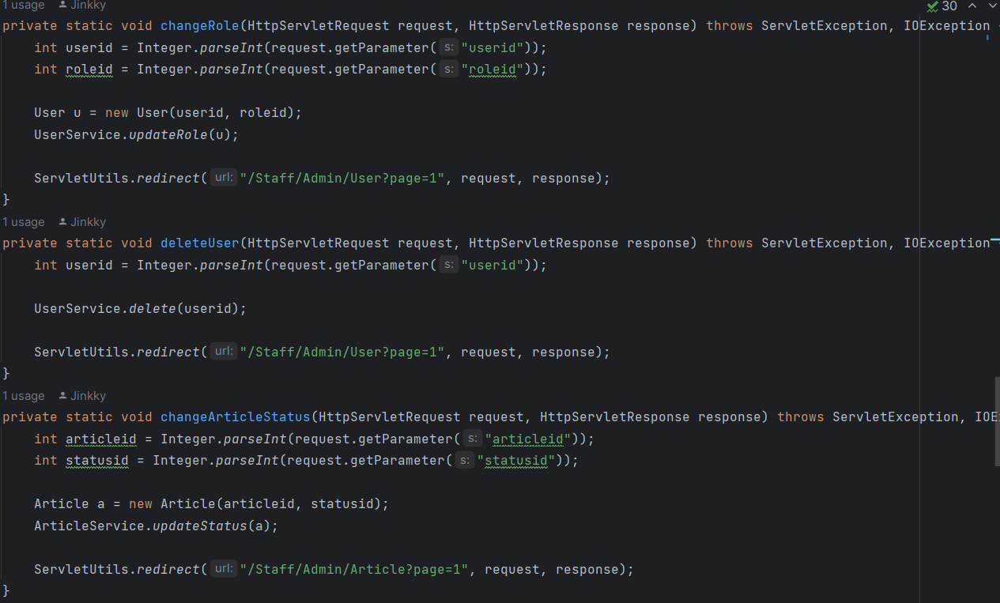 1 usage Jinkky
30
private static void changeRole(HttpServletRequest request, HttpServletResponse response) throws ServletException, IOException
int userid = Integer.parseInt(request.getParameter( s: "userid"));
int roleid = Integer.parseInt(request.getParameter( s: "roleid"));
User u = new User(userid, roleid);
UserService.updateRole(u);
ServletUtils.redirect( url: "/Staff/Admin/User?page=1", request, response);
}
1 usage Jinkky
private static void deleteUser(HttpServletRequest request, HttpServletResponse response) throws ServletException, IOException
int userid = Integer.parseInt(request.getParameter( s: "userid"));
UserService.delete(userid);
ServletUtils.redirect( url: "/Staff/Admin/User?page=1", request, response);
}
1 usage Jinkky
private static void changeArticleStatus(HttpServletRequest request, HttpServletResponse response) throws ServletException, IOEx
int articleid = Integer.parseInt(request.getParameter( s: "articleid"));
int statusid = Integer.parseInt(request.getParameter( s: "statusid"));
Article a = new Article(articleid, statusid);
ArticleService.updateStatus(a);
ServletUtils.redirect( url: "/Staff/Admin/Article?page=1", request, response);
}